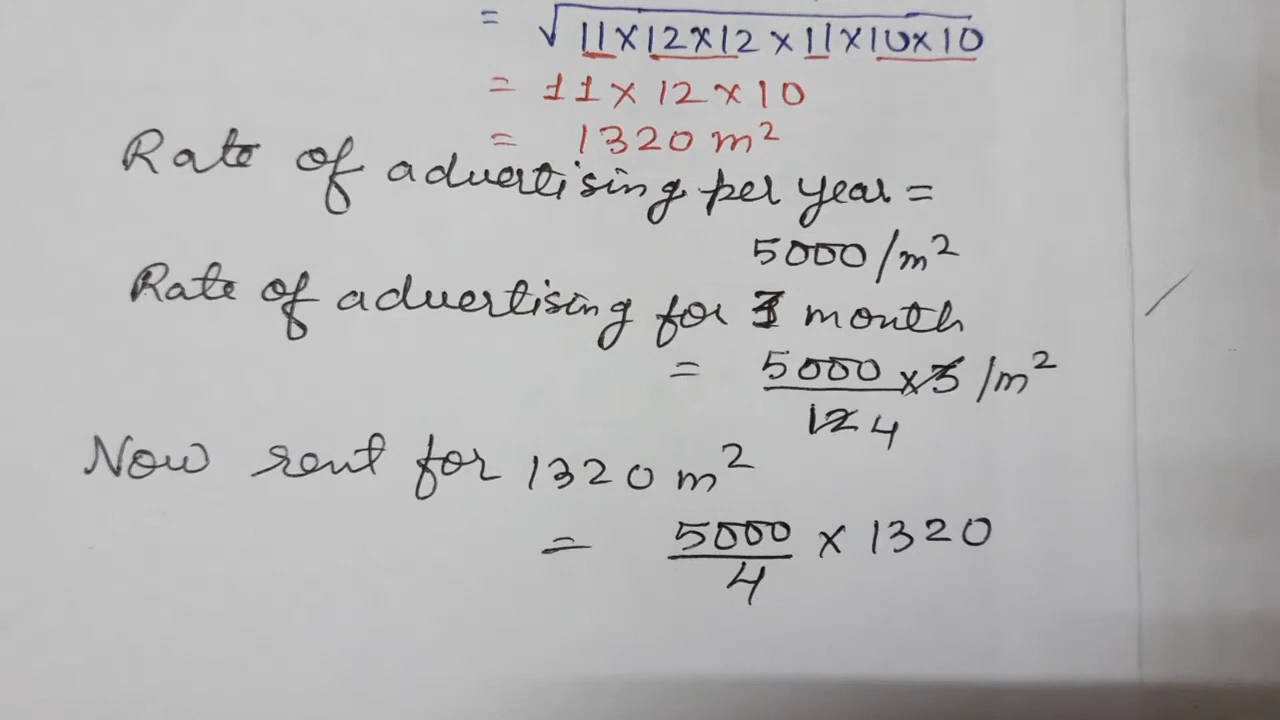 = √11×12×12×11×10×10
= 11×12×10
= 1320 m²
Rate of advertising per year =
5000/m²
Rate of advertising for 3 month
= 5000/12 4 ×3 /m²
Now rent for 1320 m²
= 5000/4 × 1320